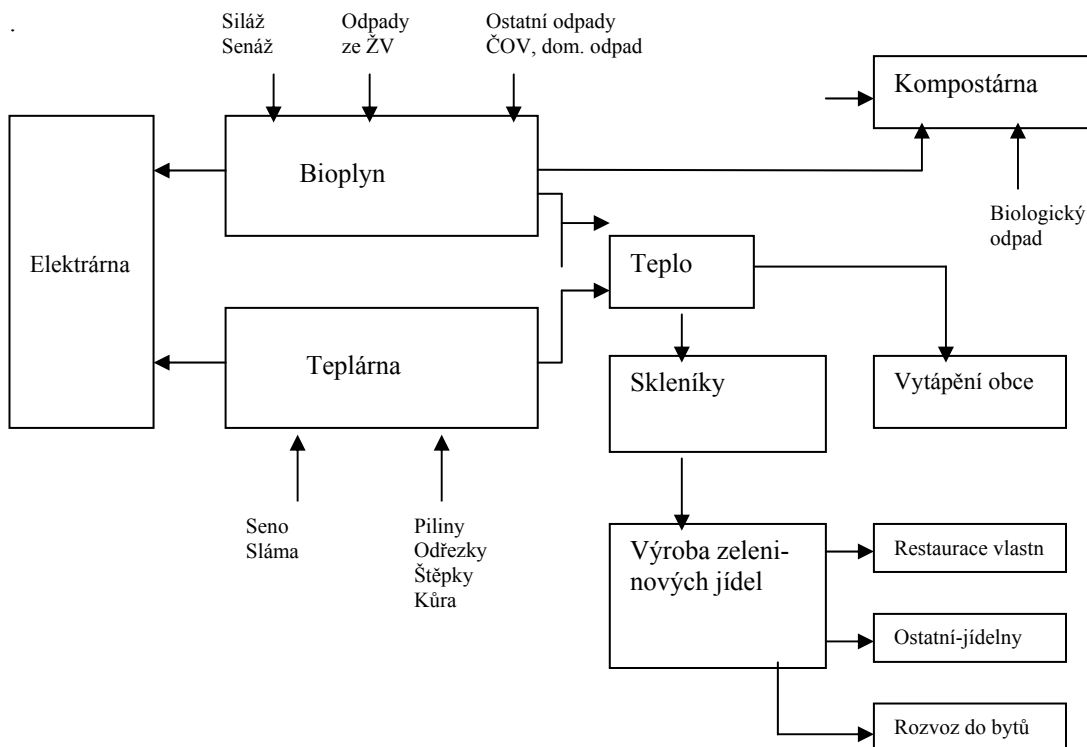 .
Siláž
Senáž
Odpady
ze ŽV
Ostatní odpady
ČOV, dom. odpad
Kompostárna
Bioplyn
Biologický
odpad
Elektrárna
Teplo
Teplárna
Skleníky
Vytápění obce
Seno
Sláma
Piliny
Odřezky
Štěpky
Kůra
Výroba zeleni-
nových jídel
Restaurace vlastn
Ostatní-jídelny
Rozvoz do bytů